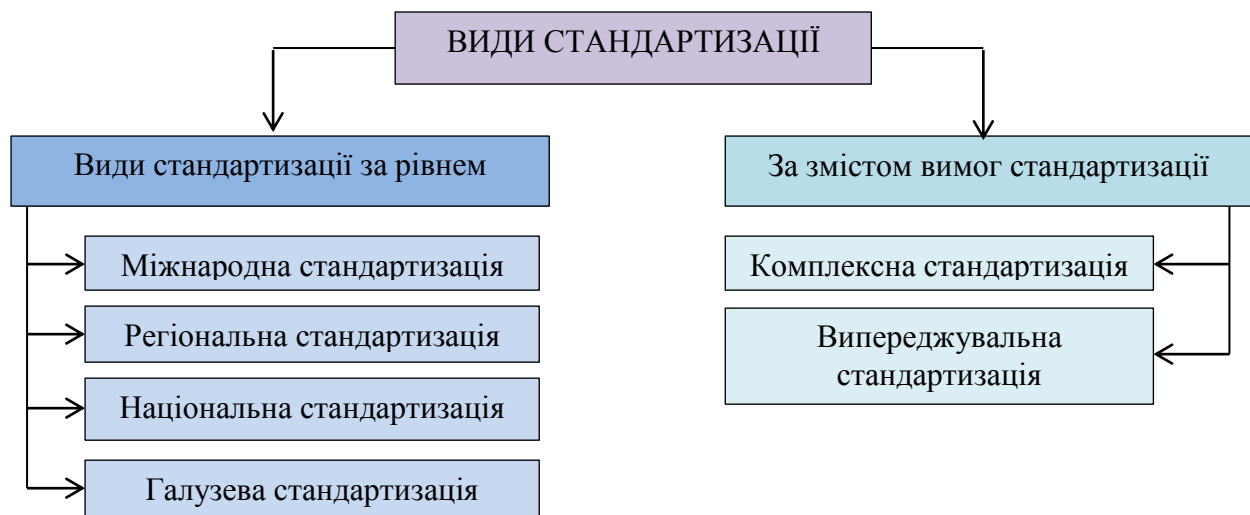 ВИДИ СТАНДАРТИЗАЦІЇ
Види стандартизації за рівнем
Міжнародна стандартизація
Регіональна стандартизація
Національна стандартизація
Галузева стандартизація
За змістом вимог стандартизації
Комплексна стандартизація
Випереджувальна
стандартизація